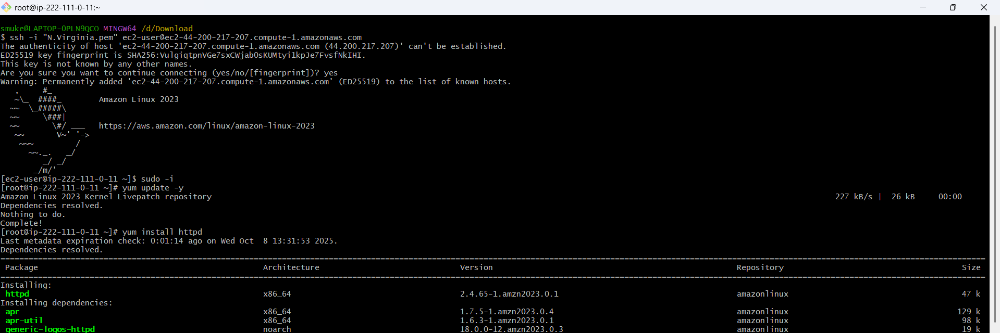 root@ip-222-111-0-11:~
smuke@LAPTOP-0PLN9QCO MINGW64 /d/Download
$ ssh -i "N.Virginia.pem" ec2-user@ec2-44-200-217-207.compute-1.amazonaws.com
The authenticity of host 'ec2-44-200-217-207.compute-1.amazonaws.com (44.200.217.207)' can't be established.
ED25519 key fingerprint is SHA256:VulgiqtpnVGe7sxCWjab0sKUMtyi1kpJe7FvsfNkIHI.
This key is not known by any other names.
Are you sure you want to continue connecting (yes/no/[fingerprint])? yes
Warning: Permanently added 'ec2-44-200-217-207.compute-1.amazonaws.com' (ED25519) to the list of known hosts.
   ,     #_
   ~\_  ####_        Amazon Linux 2023
  ~~  \_#####\
  ~~     \###|
  ~~       \#/ ___   https://aws.amazon.com/linux/amazon-linux-2023
   ~~       V~' '->
    ~~~         /
      ~~._.   _/
         _/ _/
       _/m/'
[ec2-user@ip-222-111-0-11 ~]$ sudo -i
[root@ip-222-111-0-11 ~]# yum update -y
Amazon Linux 2023 Kernel Livepatch repository 227 kB/s | 26 kB 00:00
Dependencies resolved.
Nothing to do.
Complete!
[root@ip-222-111-0-11 ~]# yum install httpd
Last metadata expiration check: 0:01:14 ago on Wed Oct  8 13:31:53 2025.
Dependencies resolved.
Package Architecture Version Repository Size
Installing:
httpd x86_64 2.4.65-1.amzn2023.0.1 amazonlinux 47 k
Installing dependencies:
apr x86_64 1.7.5-1.amzn2023.0.4 amazonlinux 129 k
apr-util x86_64 1.6.3-1.amzn2023.0.1 amazonlinux 98 k
generic-logos-httpd noarch 18.0.0-12.amzn2023.0.3 amazonlinux 19 k